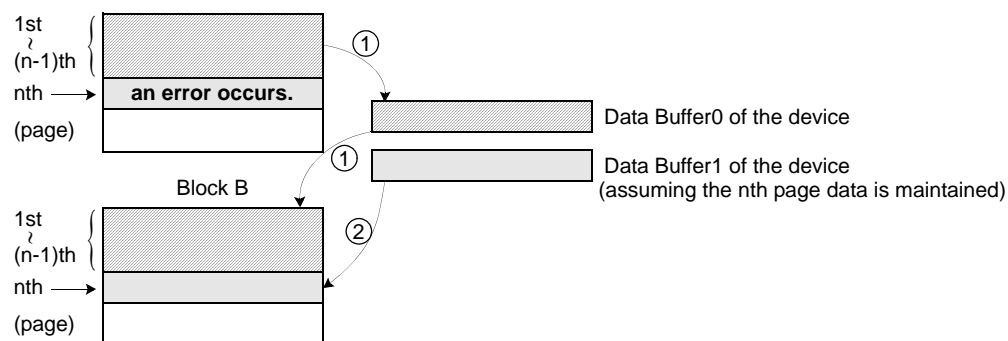 1st
~
(n-1)th
nth
(page)
an error occurs.
1
Data Buffer0 of the device
1
Data Buffer1 of the device
(assuming the nth page data is maintained)
Block B
1st
~
(n-1)th
nth
(page)
2